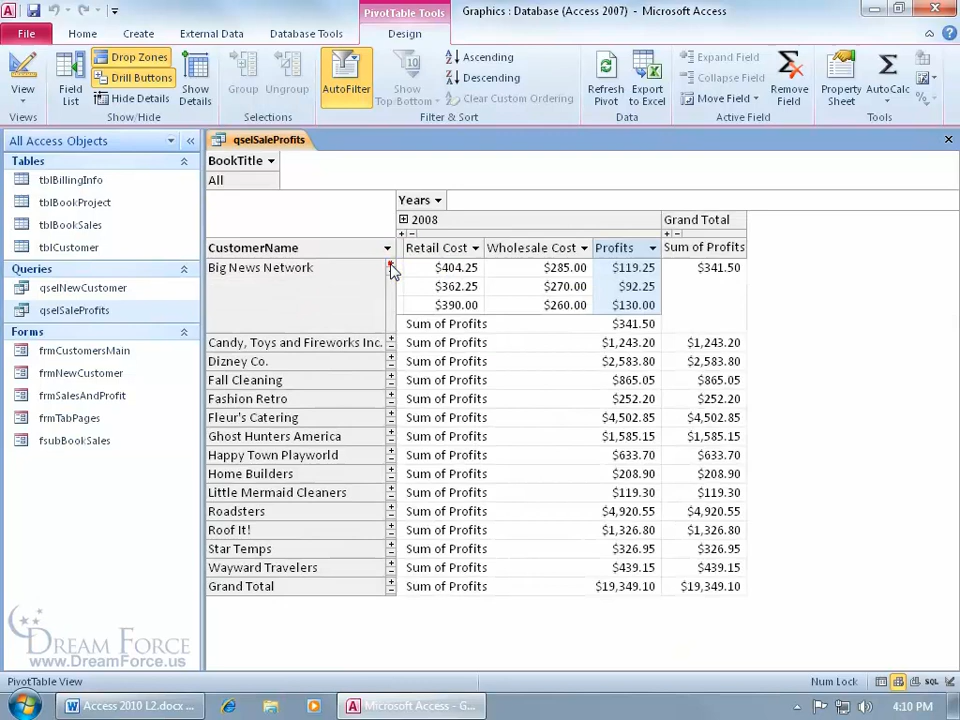 PivotTable Tools
Graphics : Database (Access 2007) - Microsoft Access
File
Home
Create
External Data
Database Tools
Design
View
Views
Field
List
Drop Zones
Drill Buttons
Hide Details
Show
Details
Show/Hide
Group
Ungroup
Selections
AutoFilter
Show
Top/Bottom
Ascending
Descending
Clear Custom Ordering
Filter & Sort
Refresh
Pivot
Export
to Excel
Data
Expand Field
Collapse Field
Move Field
Remove
Field
Active Field
Property
Sheet
AutoCalc
Tools
All Access Objects
Tables
tblBillingInfo
tblBookProject
tblBookSales
tblCustomer
Queries
qselNewCustomer
qselSaleProfits
Forms
frmCustomersMain
frmNewCustomer
frmSalesAndProfit
frmTabPages
fsubBookSales
qselSaleProfits
BookTitle
All
Years
2008 Grand Total
CustomerName Retail Cost Wholesale Cost Profits Sum of Profits
Big News Network $404.25 $285.00 $119.25 $341.50
$362.25 $270.00 $92.25
$390.00 $260.00 $130.00
Sum of Profits $341.50
Candy, Toys and Fireworks Inc. Sum of Profits $1,243.20 $1,243.20
Dizney Co. Sum of Profits $2,583.80 $2,583.80
Fall Cleaning Sum of Profits $865.05 $865.05
Fashion Retro Sum of Profits $252.20 $252.20
Fleur's Catering Sum of Profits $4,502.85 $4,502.85
Ghost Hunters America Sum of Profits $1,585.15 $1,585.15
Happy Town Playworld Sum of Profits $633.70 $633.70
Home Builders Sum of Profits $208.90 $208.90
Little Mermaid Cleaners Sum of Profits $119.30 $119.30
Roadsters Sum of Profits $4,920.55 $4,920.55
Roof It! Sum of Profits $1,326.80 $1,326.80
Star Temps Sum of Profits $326.95 $326.95
Wayward Travelers Sum of Profits $439.15 $439.15
Grand Total Sum of Profits $19,349.10 $19,349.10
DREAM FORCE
www.DreamForce.us
PivotTable View
Num Lock
SQL
Access 2010 L2.docx ...
Microsoft Access - G...
4:10 PM